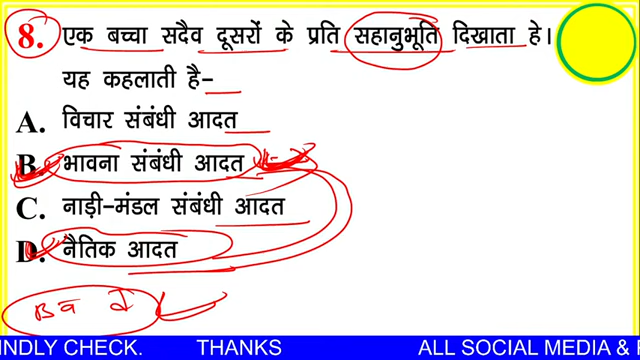 8. एक बच्चा सदैव दूसरों के प्रति सहानुभूति दिखाता हे।
यह कहलाती है-
A. विचार संबंधी आदत
B. भावना संबंधी आदत
C. नाड़ी-मंडल संबंधी आदत
D. नैतिक आदत
B व द
INDLY CHECK. THANKS ALL SOCIAL MEDIA &